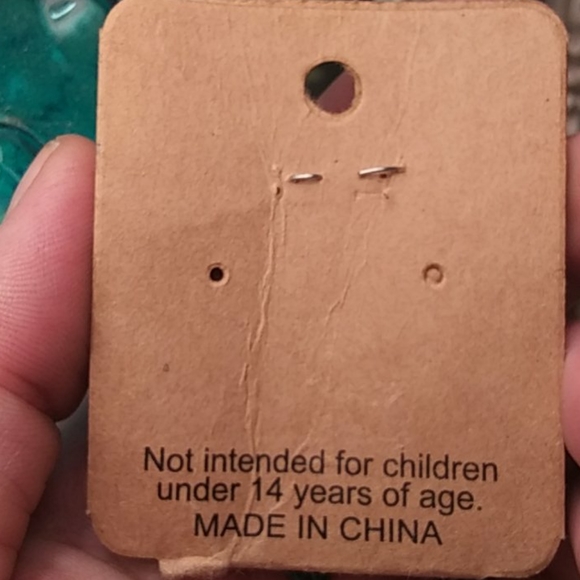 Not intended for children
under 14 years of age.
MADE IN CHINA